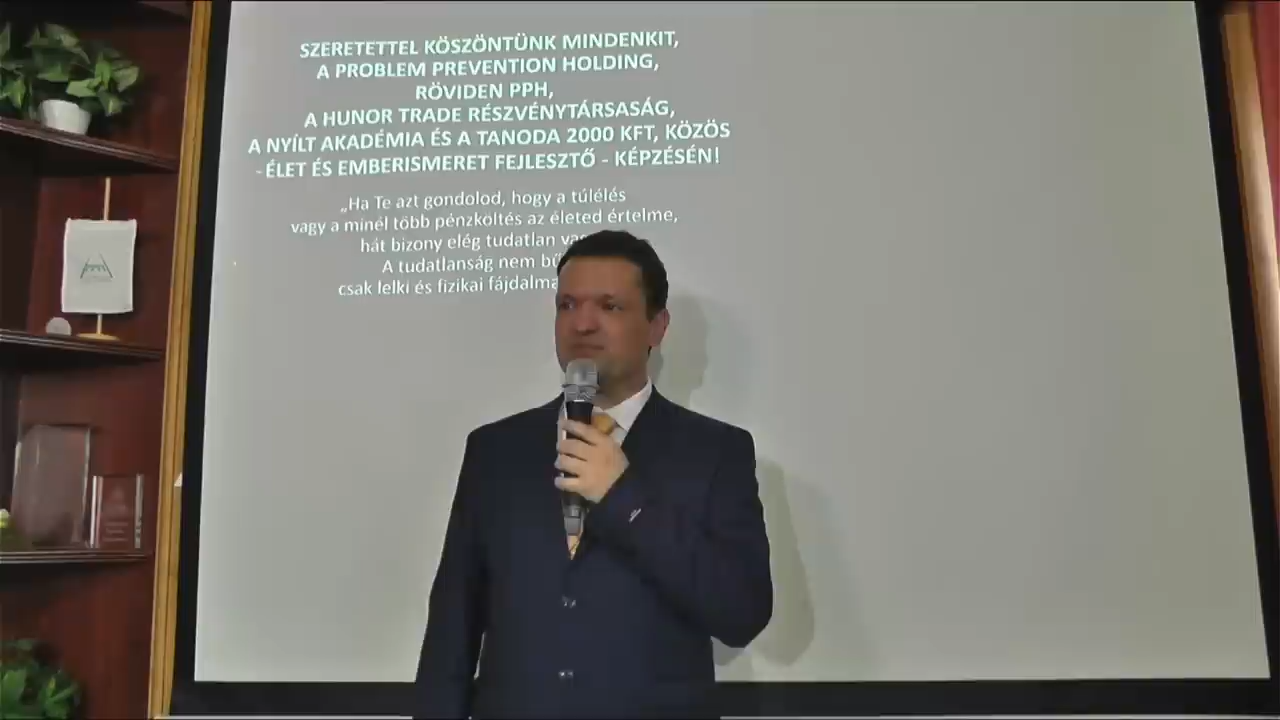 SZERETETTEL KÖSZÖNTÜNK MINDENKIT,
A PROBLEM PREVENTION HOLDING,
RÖVIDEN PPH,
A HUNOR TRADE RÉSZVÉNYTÁRSASÁG,
A NYÍLT AKADÉMIA ÉS A TANODA 2000 KFT, KÖZÖS
- ÉLET ÉS EMBERISMERET FEJLESZTŐ - KÉPZÉSÉN!
„Ha Te azt gondolod, hogy a túlélés
vagy a minél több pénzköltés az életed értelme,
hát bizony elég tudatlan
A tudatlanság nem
csak lelki és fizikai